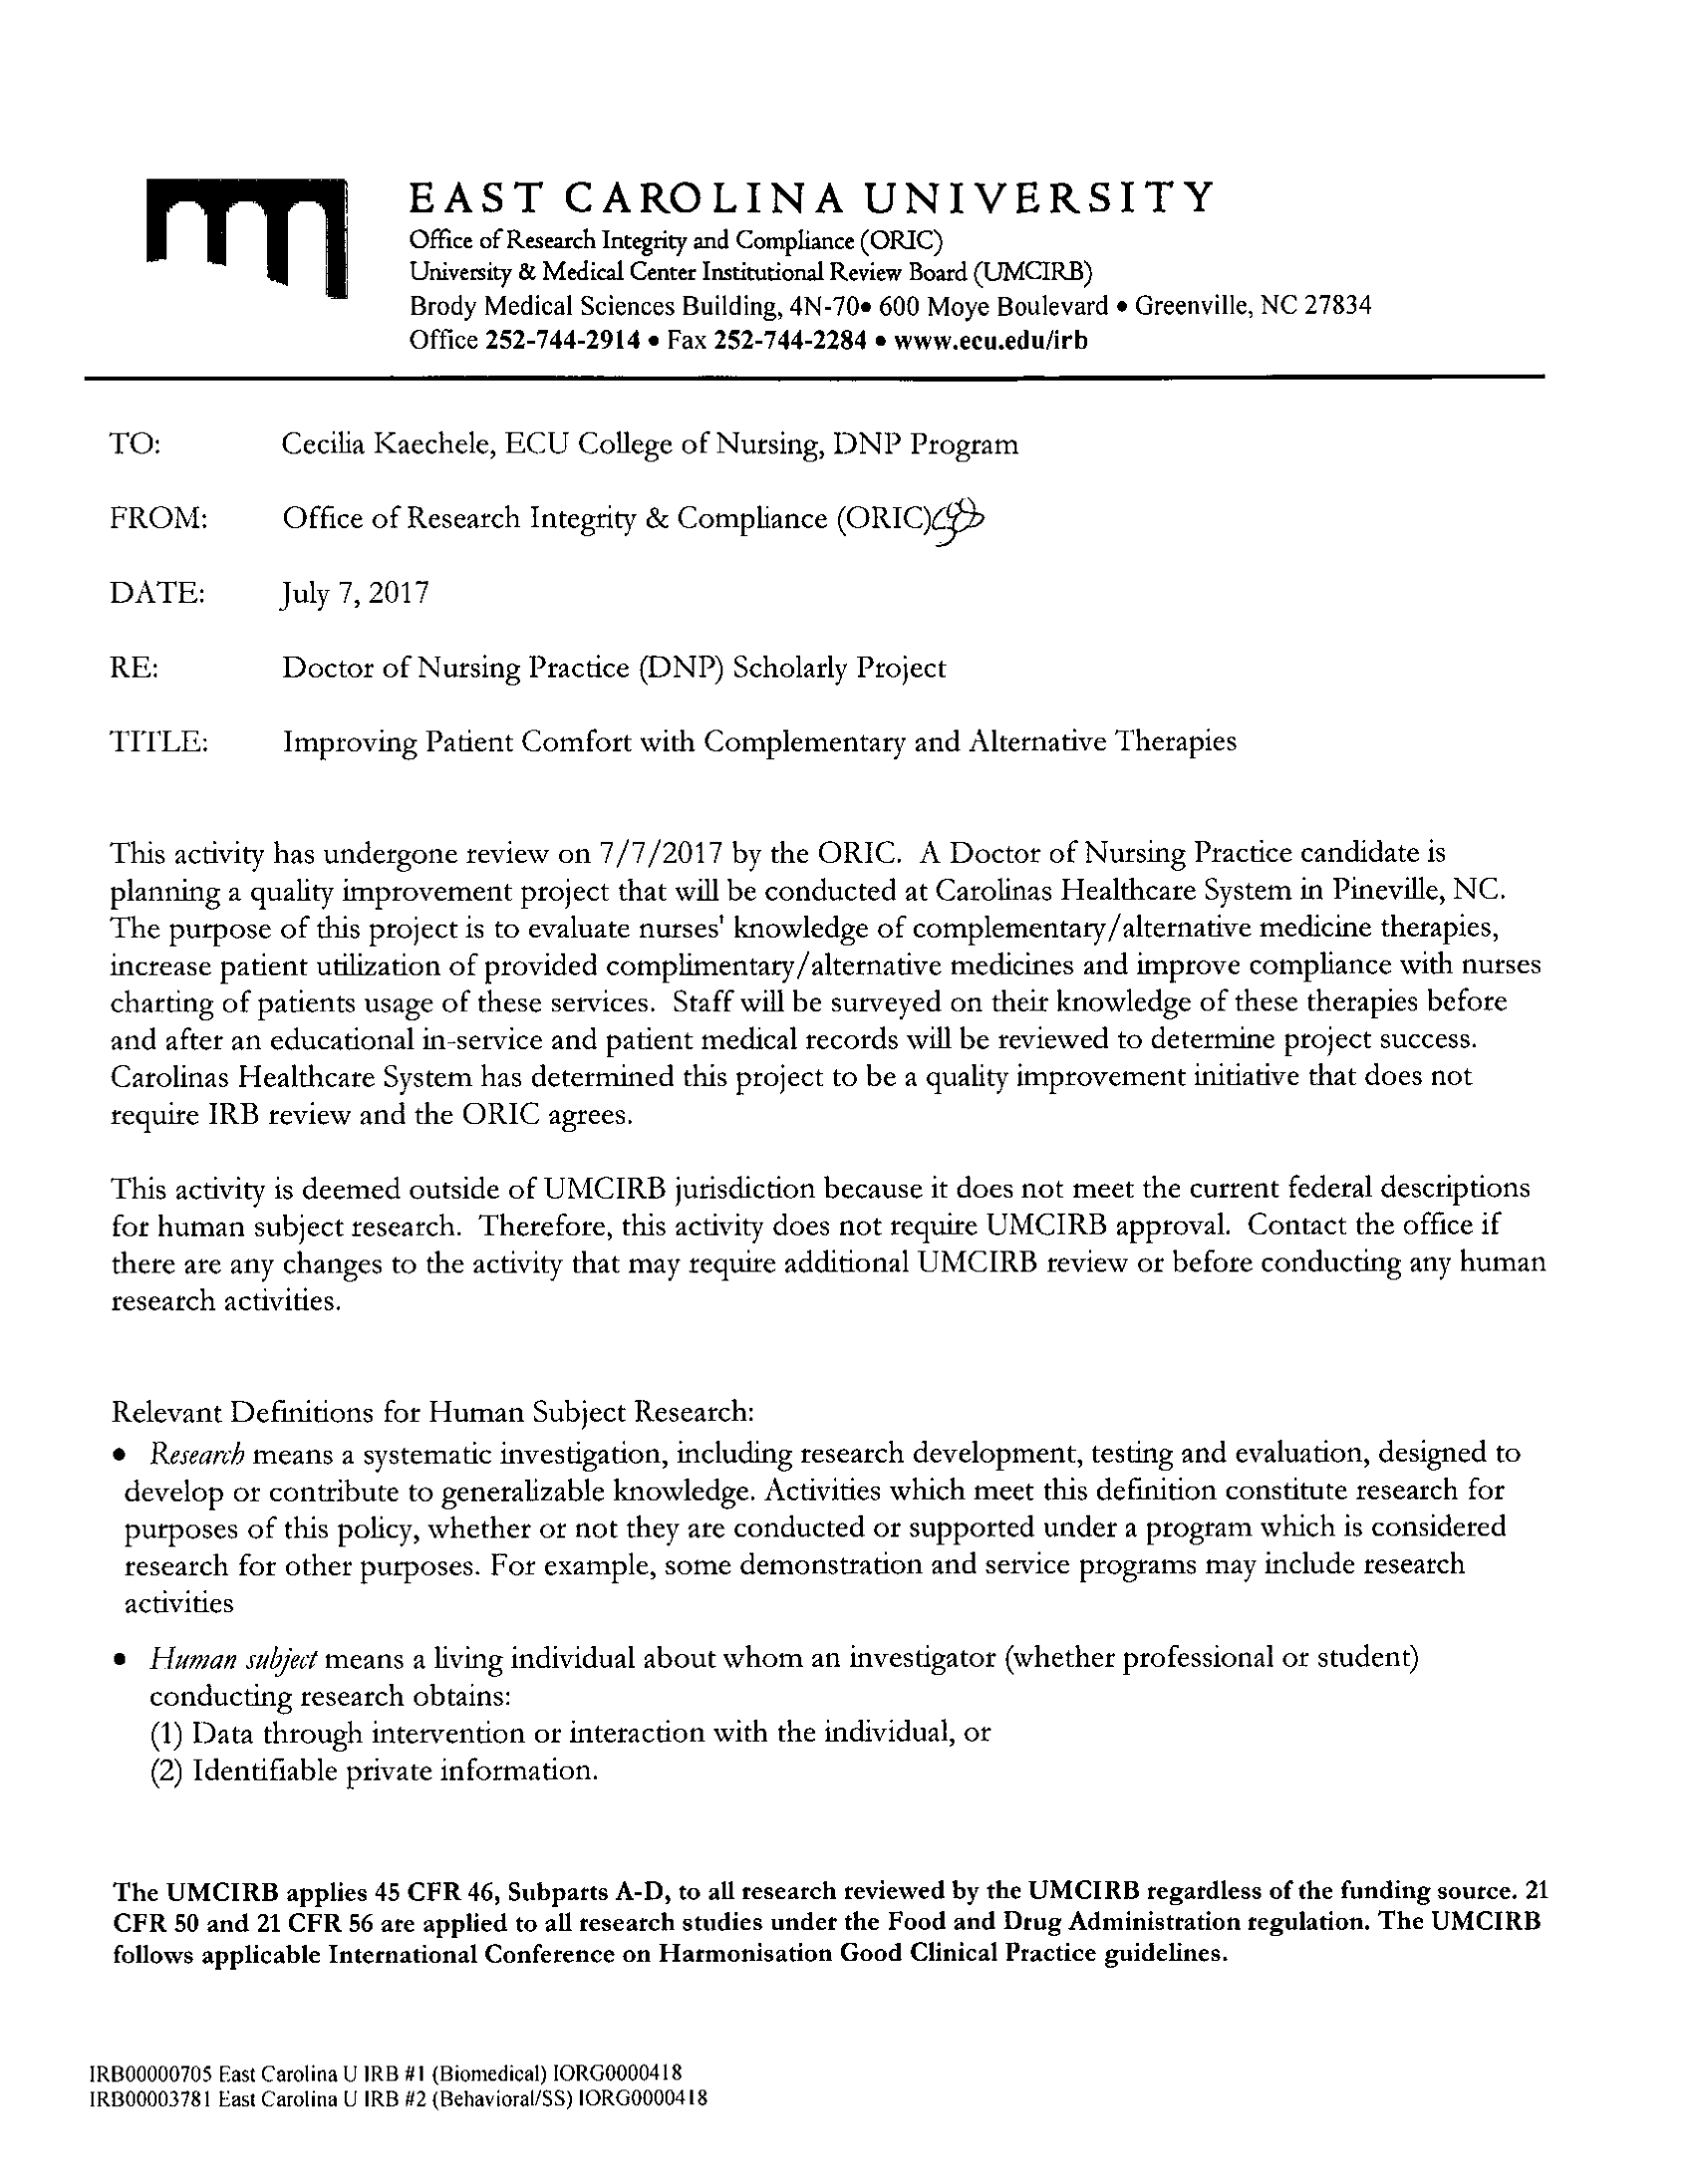 EAST CAROLINA UNIVERSITY
Office of Research Integrity and Compliance (ORIC)
University & Medical Center Institutional Review Board (UMCIRB)
Brody Medical Sciences Building, 4N-70• 600 Moye Boulevard • Greenville, NC 27834
Office 252-744-2914 • Fax 252-744-2284 • www.ecu.edu/irb
TO: Cecilia Kaechele, ECU College of Nursing, DNP Program
FROM: Office of Research Integrity & Compliance (ORIC)
DATE: July 7, 2017
RE: Doctor of Nursing Practice (DNP) Scholarly Project
TITLE: Improving Patient Comfort with Complementary and Alternative Therapies
This activity has undergone review on 7/7/2017 by the ORIC. A Doctor of Nursing Practice candidate is
planning a quality improvement project that will be conducted at Carolinas Healthcare System in Pineville, NC.
The purpose of this project is to evaluate nurses' knowledge of complementary/alternative medicine therapies,
increase patient utilization of provided complimentary/alternative medicines and improve compliance with nurses
charting of patients usage of these services. Staff will be surveyed on their knowledge of these therapies before
and after an educational in-service and patient medical records will be reviewed to determine project success.
Carolinas Healthcare System has determined this project to be a quality improvement initiative that does not
require IRB review and the ORIC agrees.
This activity is deemed outside of UMCIRB jurisdiction because it does not meet the current federal descriptions
for human subject research. Therefore, this activity does not require UMCIRB approval. Contact the office if
there are any changes to the activity that may require additional UMCIRB review or before conducting any human
research activities.
Relevant Definitions for Human Subject Research:
• Research means a systematic investigation, including research development, testing and evaluation, designed to
develop or contribute to generalizable knowledge. Activities which meet this definition constitute research for
purposes of this policy, whether or not they are conducted or supported under a program which is considered
research for other purposes. For example, some demonstration and service programs may include research
activities
• Human subject means a living individual about whom an investigator (whether professional or student)
conducting research obtains:
(1) Data through intervention or interaction with the individual, or
(2) Identifiable private information.
The UMCIRB applies 45 CFR 46, Subparts A-D, to all research reviewed by the UMCIRB regardless of the funding source. 21
CFR 50 and 21 CFR 56 are applied to all research studies under the Food and Drug Administration regulation. The UMCIRB
follows applicable International Conference on Harmonisation Good Clinical Practice guidelines.
IRB00000705 East Carolina U IRB #1 (Biomedical) IORG0000418
IRB00003781 East Carolina U IRB #2 (Behavioral/SS) IORG0000418